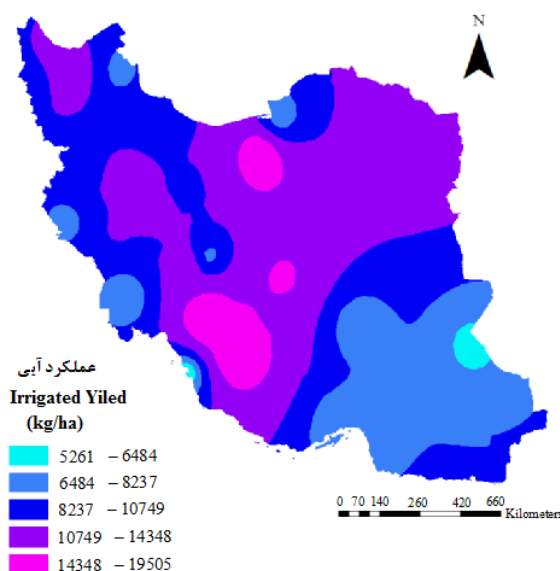 N
عملکرد آبی
Irrigated Yiled
(kg/ha)
5261 – 6484
6484 – 8237
8237 – 10749
10749 – 14348
14348 – 19505
0 70 140 260 420 660
Kilometers